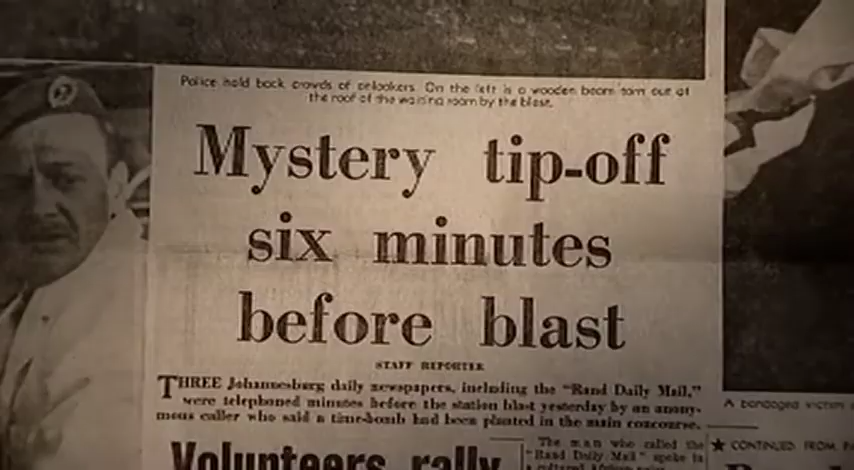 Police hold back crowds of onlookers. On the left is a wooden beam torn out of
the roof of the waiting room by the blast.
Mystery tip-off
six minutes
before blast
STAFF REPORTER
THREE Johannesburg daily newspapers, including the "Rand Daily Mail,"
were telephoned minutes before the station blast yesterday by an anony-
mous caller who said a time-bomb had been planted in the main concourse.
Volunteers rally
The man who called the
"Rand Daily Mail" spoke in
a cultured
A bandaged victim
★ CONTINUED FROM